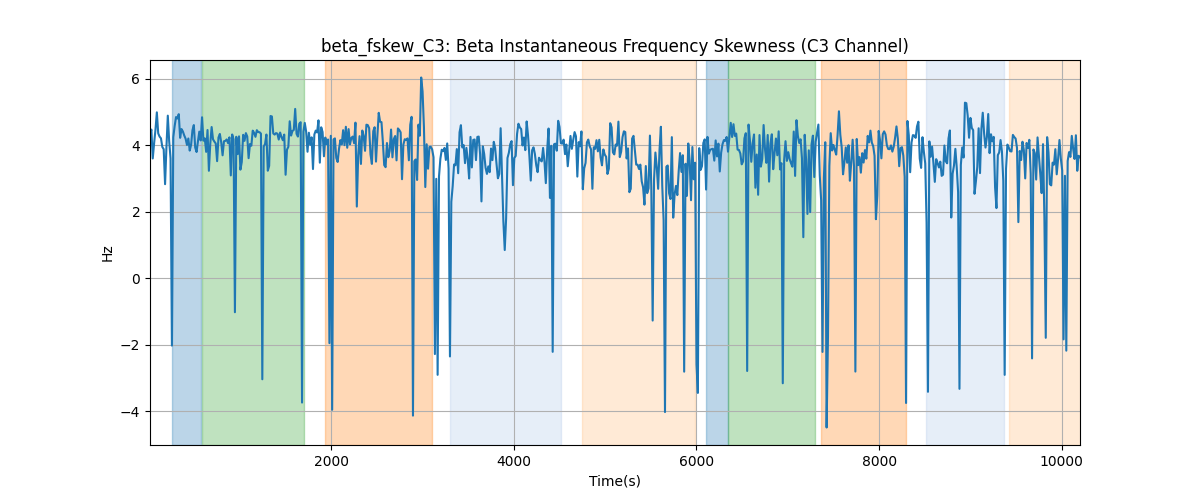 beta_fskew_C3: Beta Instantaneous Frequency Skewness (C3 Channel)
6
4
2
0
−2
−4
Hz
2000 4000 6000 8000 10000
Time(s)